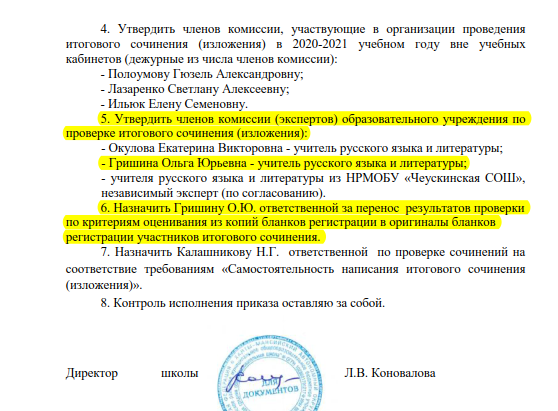 4. Утвердить членов комиссии, участвующие в организации проведения
итогового сочинения (изложения) в 2020-2021 учебном году вне учебных
кабинетов (дежурные из числа членов комиссии):
- Полоумову Гюзель Александровну;
- Лазаренко Светлану Алексеевну;
- Ильюк Елену Семеновну.
5. Утвердить членов комиссии (экспертов) образовательного учреждения по
проверке итогового сочинения (изложения):
- Окулова Екатерина Викторовна - учитель русского языка и литературы;
- Гришина Ольга Юрьевна - учитель русского языка и литературы;
- учителя русского языка и литературы из НРМОБУ «Чеускинская СОШ»,
независимый эксперт (по согласованию).
6. Назначить Гришину О.Ю. ответственной за перенос результатов проверки
по критериям оценивания из копий бланков регистрации в оригиналы бланков
регистрации участников итогового сочинения.
7. Назначить Калашникову Н.Г. ответственной по проверке сочинений на
соответствие требованиям «Самостоятельность написания итогового сочинения
(изложения)».
8. Контроль исполнения приказа оставляю за собой.
Директор школы Л.В. Коновалова
ДЛЯ
ДОКУМЕНТОВ